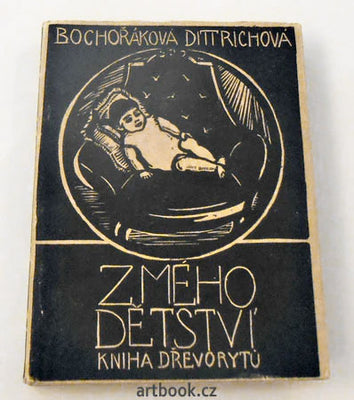 BOCHOŘÁKOVÁ DITTRICHOVÁ
Z MÉHO
DĚTSTVÍ
KNIHA DŘEVORYTŮ
artbook.cz